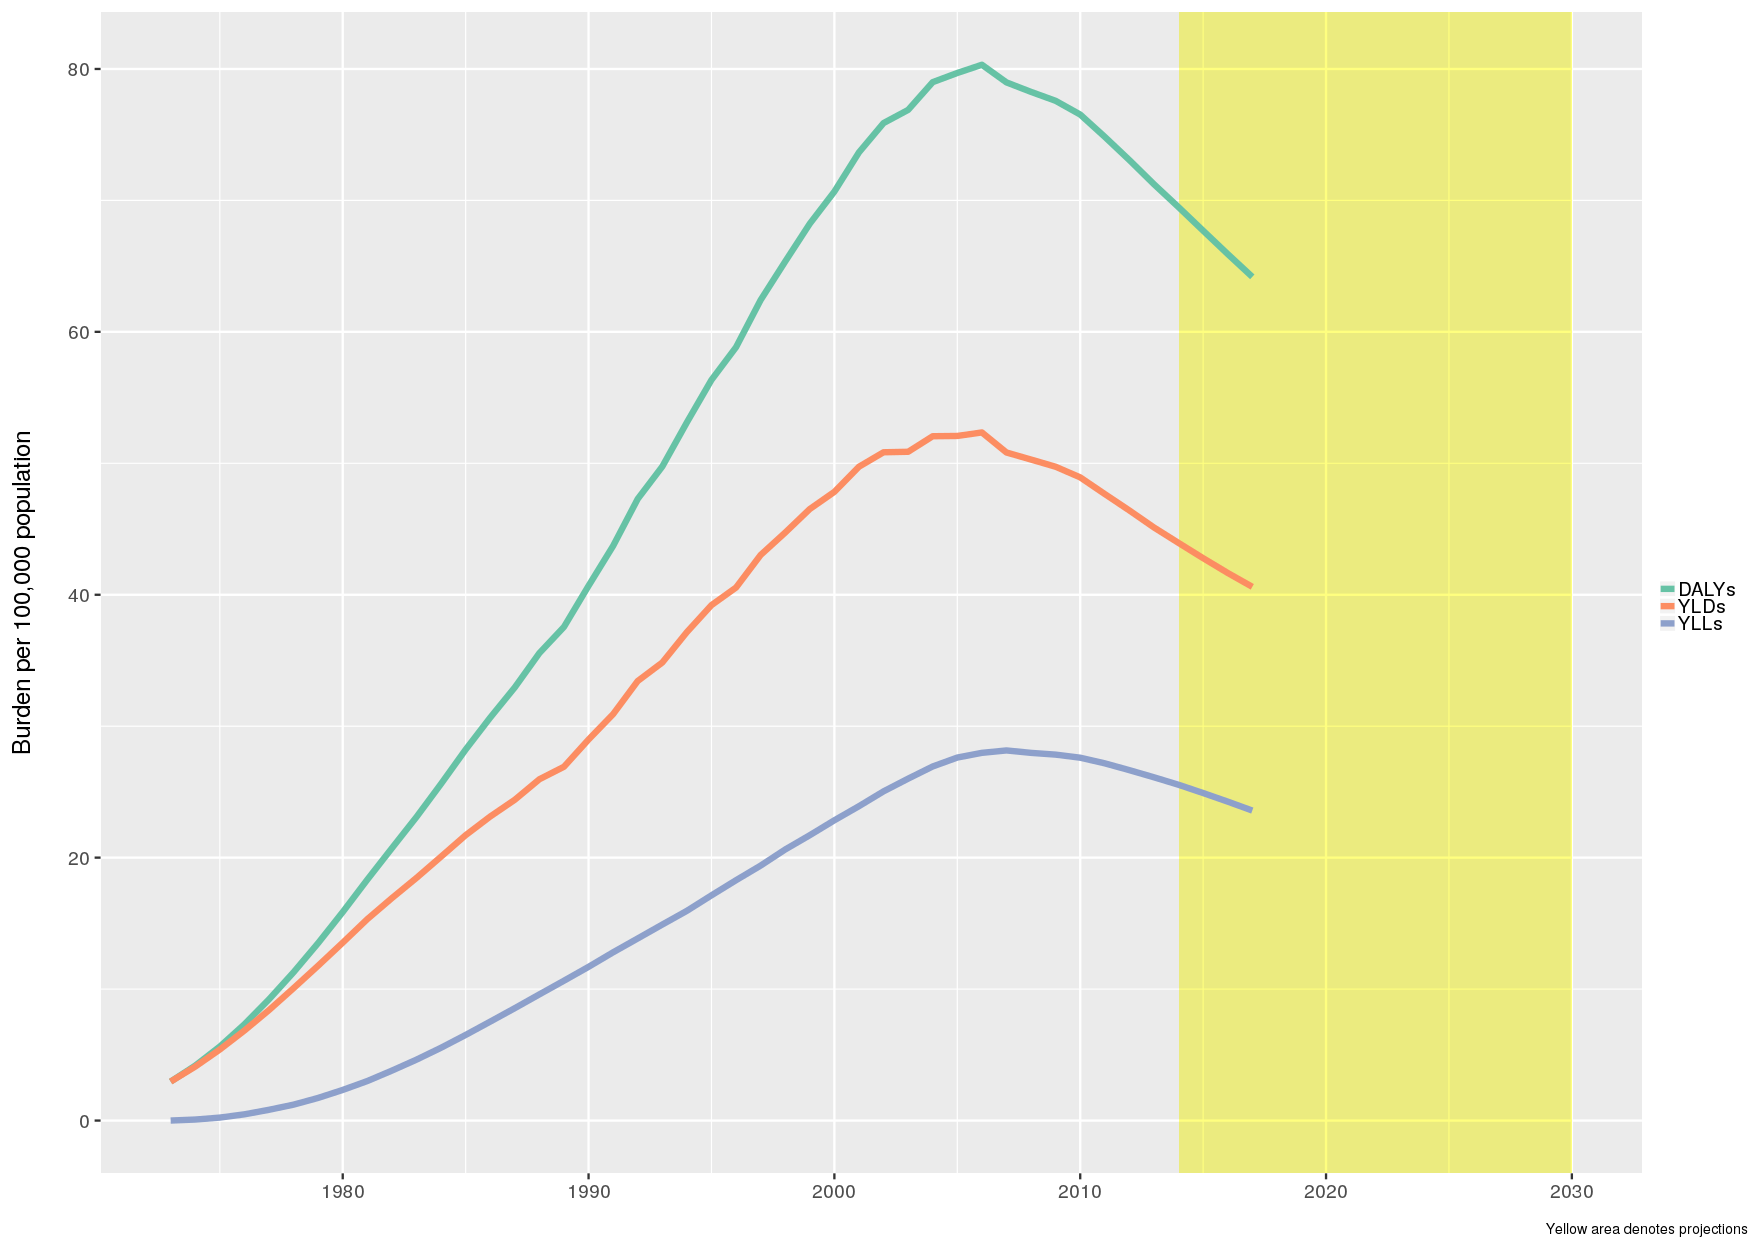 Burden per 100,000 population
80
60
40
20
0
1980
1990
2000
2010
2020
2030
DALYs
YLDs
YLLs
Yellow area denotes projections